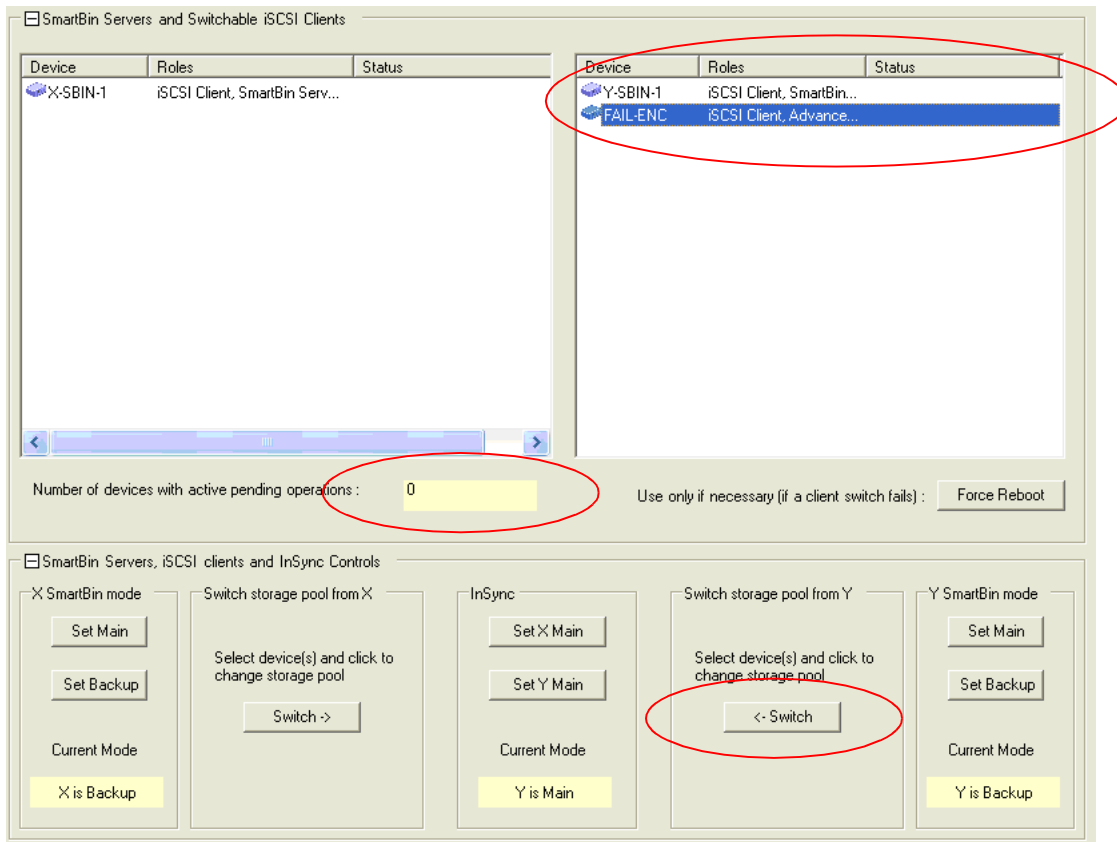 SmartBin Servers and Switchable iSCSI Clients
Device Roles Status
X-SBIN-1 iSCSI Client, SmartBin Serv...
Device Roles Status
Y-SBIN-1 iSCSI Client, SmartBin...
FAIL-ENC iSCSI Client, Advance...
Number of devices with active pending operations : 0
Use only if necessary (if a client switch fails) : Force Reboot
SmartBin Servers, iSCSI clients and InSync Controls
X SmartBin mode
Set Main
Set Backup
Current Mode
X is Backup
Switch storage pool from X
Select device(s) and click to
change storage pool
Switch ->
InSync
Set X Main
Set Y Main
Current Mode
Y is Main
Switch storage pool from Y
Select device(s) and click to
change storage pool
<- Switch
Y SmartBin mode
Set Main
Set Backup
Current Mode
Y is Backup